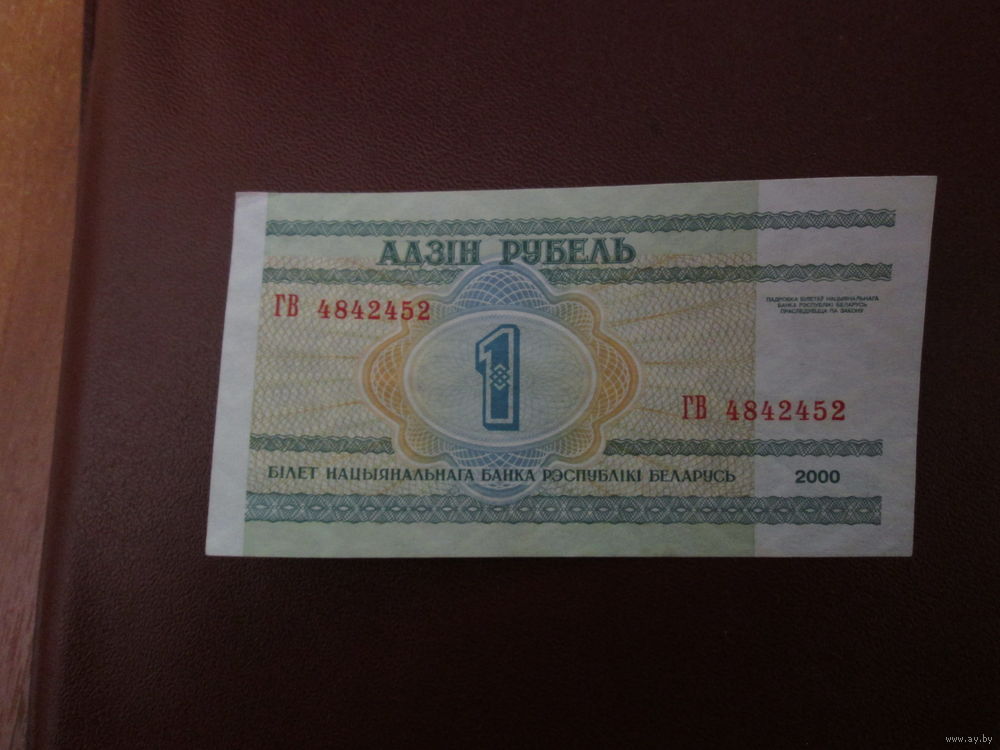 АДЗІН РУБЕЛЬ
ГВ 4842452
1
ПАДРОБКА БІЛЕТАЎ НАЦЫЯНАЛЬНАГА
БАНКА РЭСПУБЛІКІ БЕЛАРУСЬ
ПРАСЛЕДУЕЦЦА ПА ЗАКОНУ
ГВ 4842452
БІЛЕТ НАЦЫЯНАЛЬНАГА БАНКА РЭСПУБЛІКІ БЕЛАРУСЬ 2000
www.ay.by